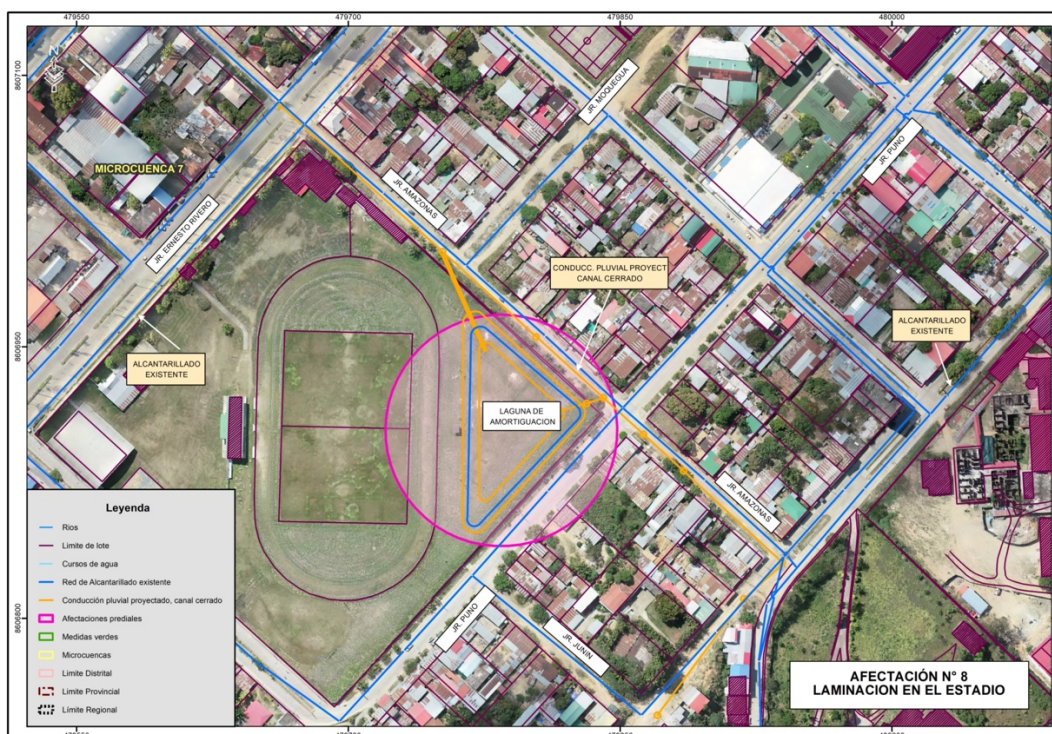 479550
479700
479850
480000
8607100
N
JR. MOQUEGUA
JR. PUNO
MICROCUENCA 7
JR. AMAZONAS
JR. ERNESTO RIVERO
CONDUCC. PLUVIAL PROYECT
CANAL CERRADO
ALCANTARILLADO
EXISTENTE
8606950
ALCANTARILLADO
EXISTENTE
LAGUNA DE
AMORTIGUACION
JR. AMAZONAS
JR. PUNO
JR. JUNIN
8606800
Leyenda
Rios
Limite de lote
Cursos de agua
Red de Alcantarillado existente
Conducción pluvial proyectado, canal cerrado
Afectaciones prediales
Medidas verdes
Microcuencas
Limite Distrital
Limite Provincial
Límite Regional
AFECTACIÓN N° 8
LAMINACION EN EL ESTADIO